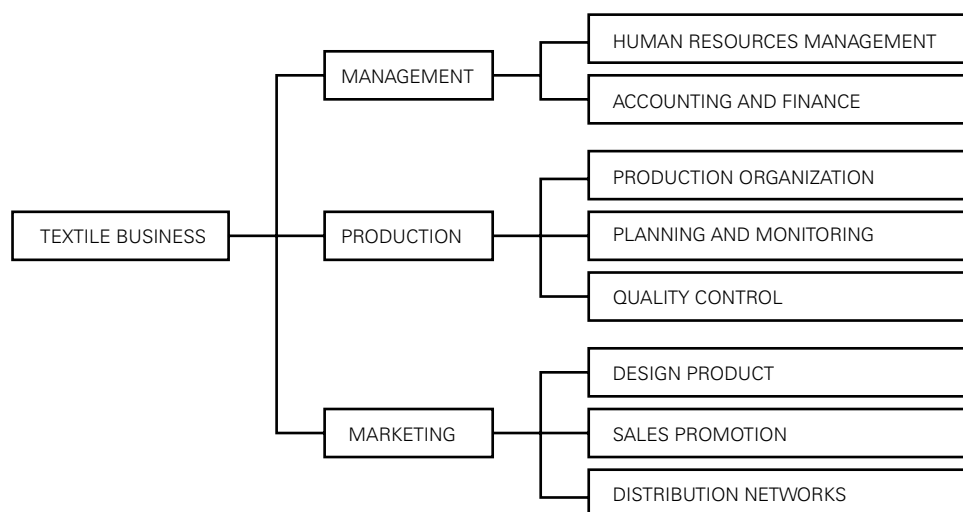 TEXTILE BUSINESS
MANAGEMENT
HUMAN RESOURCES MANAGEMENT
ACCOUNTING AND FINANCE
PRODUCTION
PRODUCTION ORGANIZATION
PLANNING AND MONITORING
QUALITY CONTROL
MARKETING
DESIGN PRODUCT
SALES PROMOTION
DISTRIBUTION NETWORKS